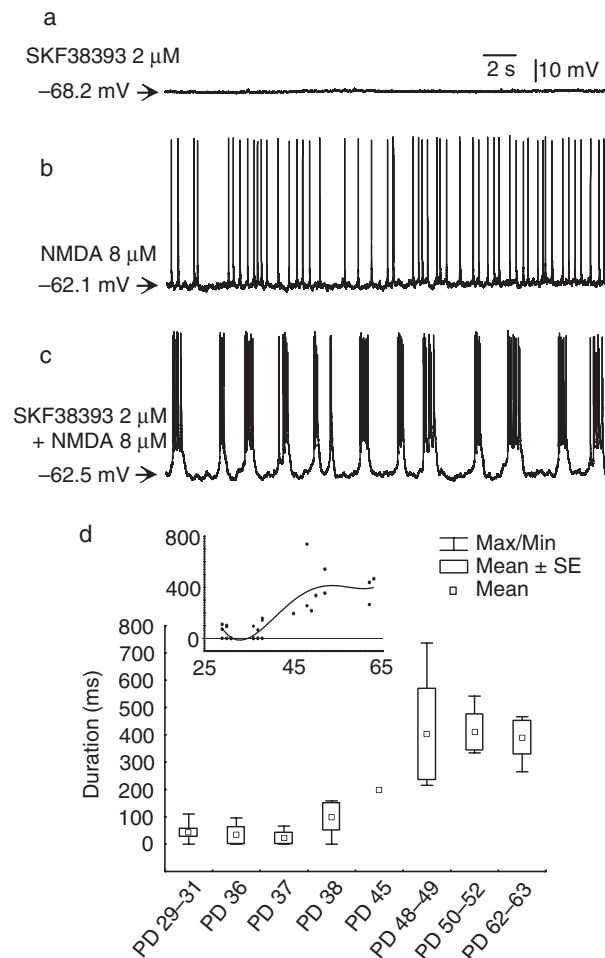 a
SKF38393 2 μM
2 s
10 mV
–68.2 mV
b
NMDA 8 μM
–62.1 mV
c
SKF38393 2 μM
+ NMDA 8 μM
–62.5 mV
d
800
400
0
25
45
65
Max/Min
Mean ± SE
Mean
Duration (ms)
800
700
600
500
400
300
200
100
0
PD 29–31
PD 36
PD 37
PD 38
PD 45
PD 48–49
PD 50–52
PD 62–63